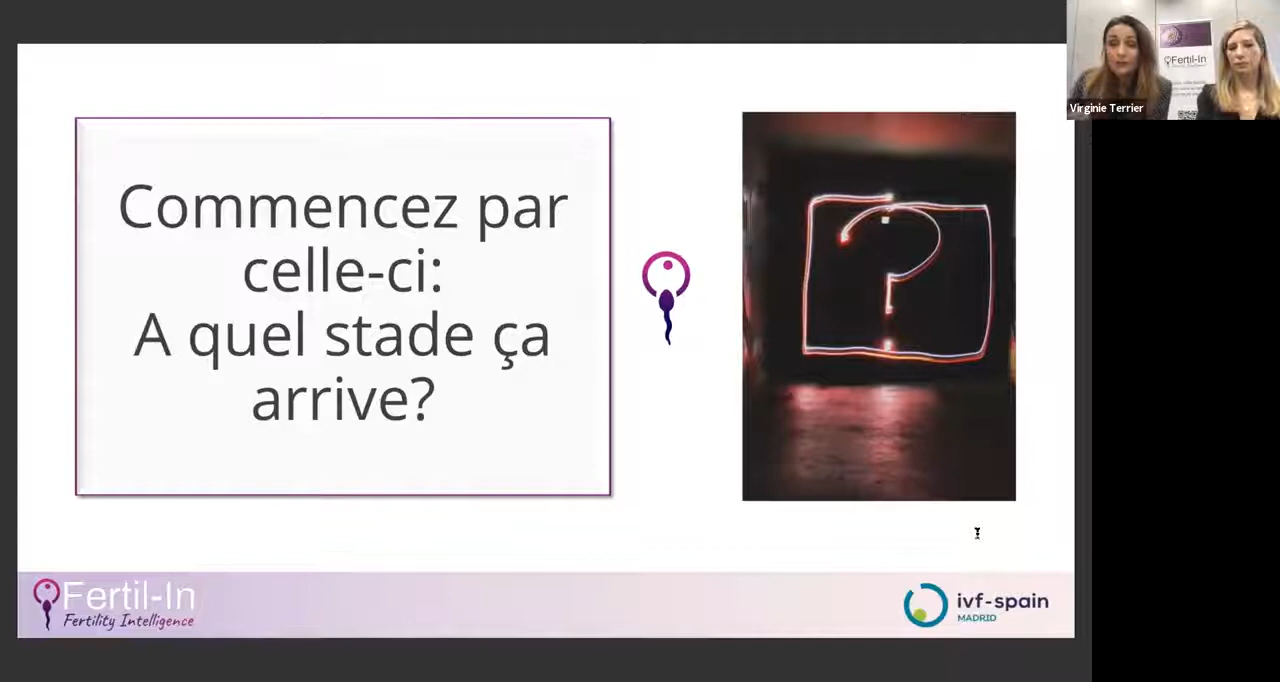 Commencez par
celle-ci:
A quel stade ça
arrive?
Virginie Terrier
Fertil-In
Fertil-In
Fertility Intelligence
ivf-spain
MADRID